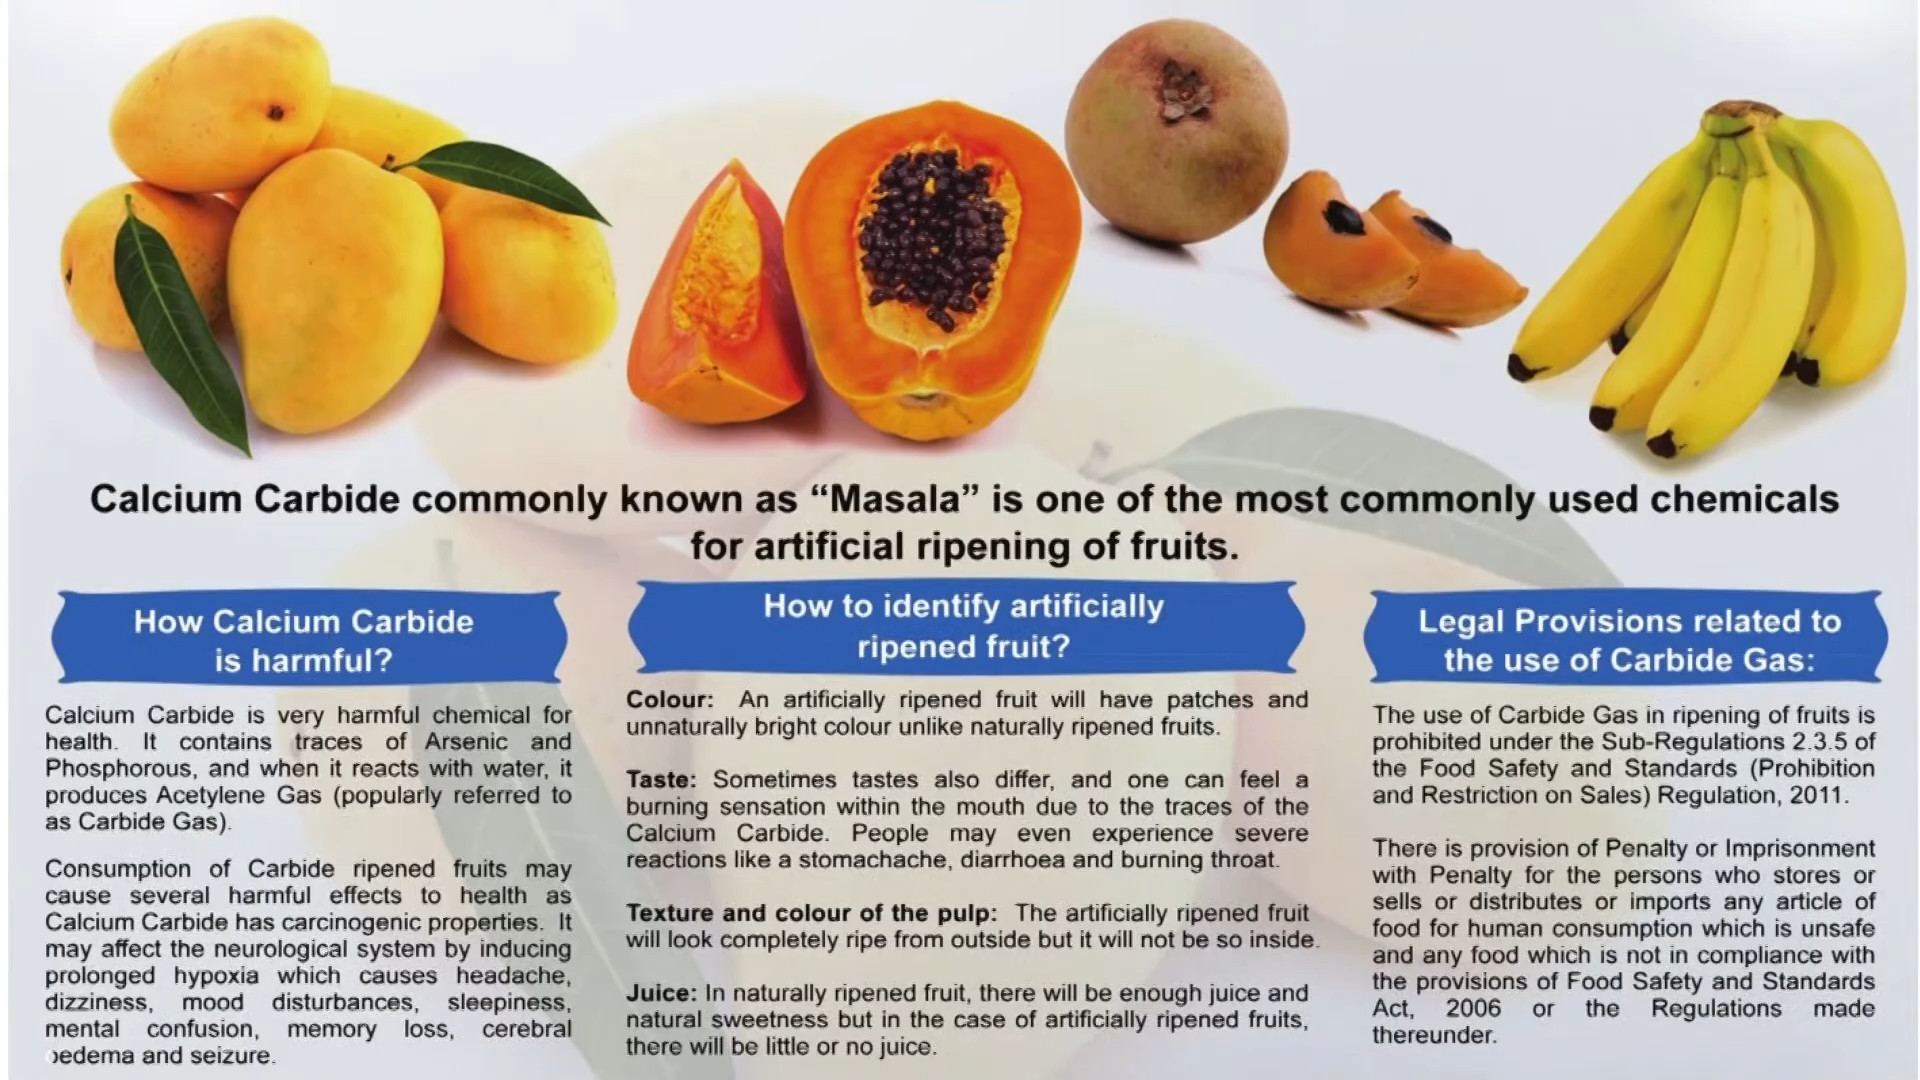 Calcium Carbide commonly known as “Masala” is one of the most commonly used chemicals
for artificial ripening of fruits.
How Calcium Carbide
is harmful?
Calcium Carbide is very harmful chemical for
health. It contains traces of Arsenic and
Phosphorous, and when it reacts with water, it
produces Acetylene Gas (popularly referred to
as Carbide Gas).
Consumption of Carbide ripened fruits may
cause several harmful effects to health as
Calcium Carbide has carcinogenic properties. It
may affect the neurological system by inducing
prolonged hypoxia which causes headache,
dizziness, mood disturbances, sleepiness,
mental confusion, memory loss, cerebral
oedema and seizure.
How to identify artificially
ripened fruit?
Colour: An artificially ripened fruit will have patches and
unnaturally bright colour unlike naturally ripened fruits.
Taste: Sometimes tastes also differ, and one can feel a
burning sensation within the mouth due to the traces of the
Calcium Carbide. People may even experience severe
reactions like a stomachache, diarrhoea and burning throat.
Texture and colour of the pulp: The artificially ripened fruit
will look completely ripe from outside but it will not be so inside.
Juice: In naturally ripened fruit, there will be enough juice and
natural sweetness but in the case of artificially ripened fruits,
there will be little or no juice.
Legal Provisions related to
the use of Carbide Gas:
The use of Carbide Gas in ripening of fruits is
prohibited under the Sub-Regulations 2.3.5 of
the Food Safety and Standards (Prohibition
and Restriction on Sales) Regulation, 2011.
There is provision of Penalty or Imprisonment
with Penalty for the persons who stores or
sells or distributes or imports any article of
food for human consumption which is unsafe
and any food which is not in compliance with
the provisions of Food Safety and Standards
Act, 2006 or the Regulations made
thereunder.